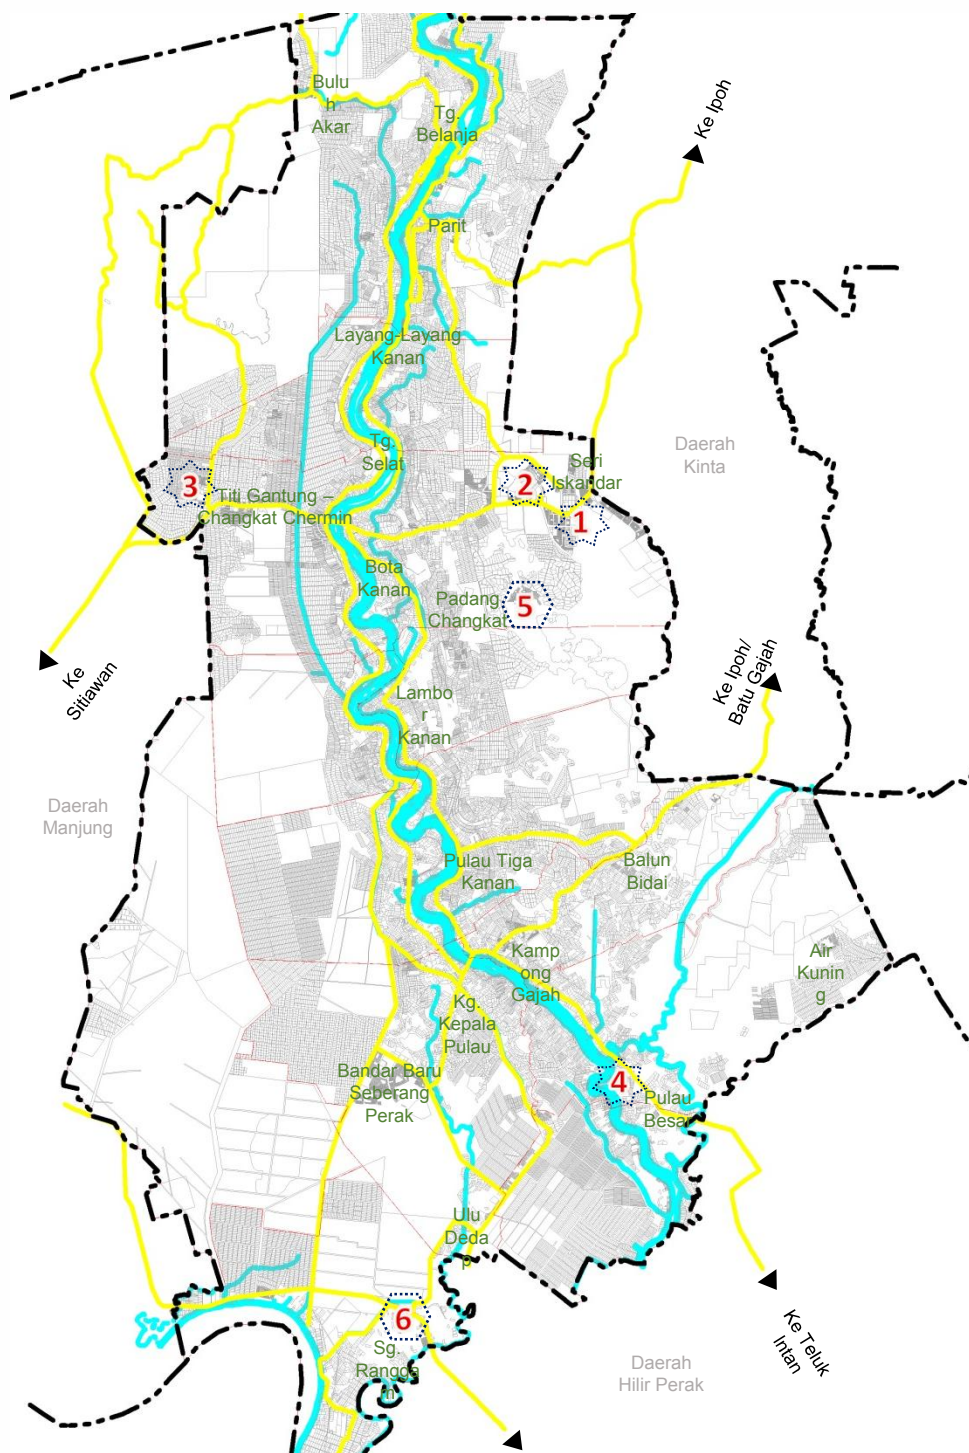 Bulu
h
Akar
Tg.
Belanja
Ke Ipoh
Parit
Layang-Layang
Kanan
Tg.
Selat
Daerah
Kinta
Seri
Iskandar
2
3
Titi Gantung –
Changkat Chermin
1
Bota
Kanan
Padang
Changkat
5
Ke
Sitiawan
Ke Ipoh/
Batu Gajah
Lambo
r
Kanan
Daerah
Manjung
Pulau Tiga
Kanan
Balun
Bidai
Kamp
ong
Gajah
Air
Kunin
g
Kg.
Kepala
Pulau
Bandar Baru
Seberang
Perak
4
Pulau
Besar
Ulu
Deda
p
6
Sg.
Rangga
m
Ke Teluk
Intan
Daerah
Hilir Perak